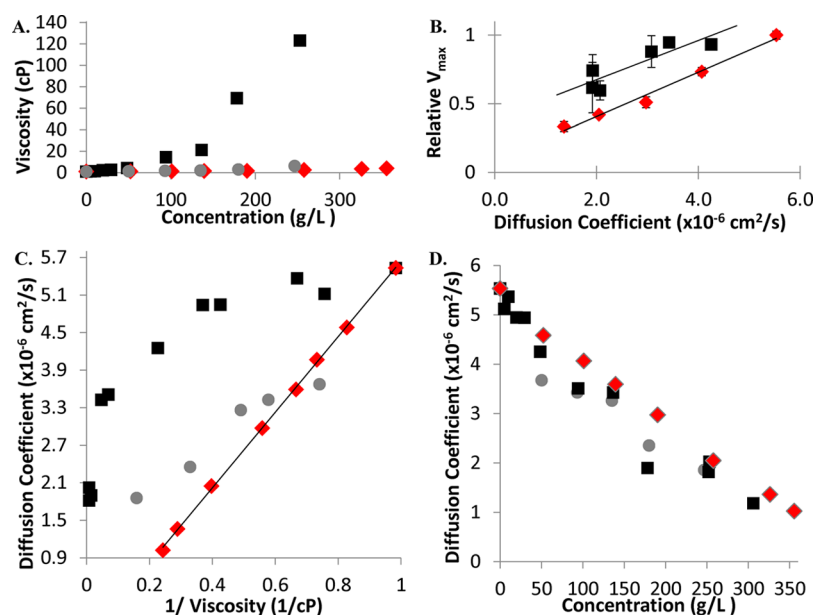 A.
Viscosity (cP)
140
120
100
80
60
40
20
0
0 100 200 300
Concentration (g/L )
B.
Relative Vmax
1
0.5
0
0.0 2.0 4.0 6.0
Diffusion Coefficient (x10-6 cm2/s)
C.
Diffusion Coefficient (x10-6 cm2/s)
5.7
5.1
4.5
3.9
3.3
2.7
2.1
1.5
0.9
0 0.2 0.4 0.6 0.8 1
1/ Viscosity (1/cP)
D.
Diffusion Coefficient (x10-6 cm2/s)
6
5
4
3
2
1
0
0 50 100 150 200 250 300 350
Concentration (g/L)